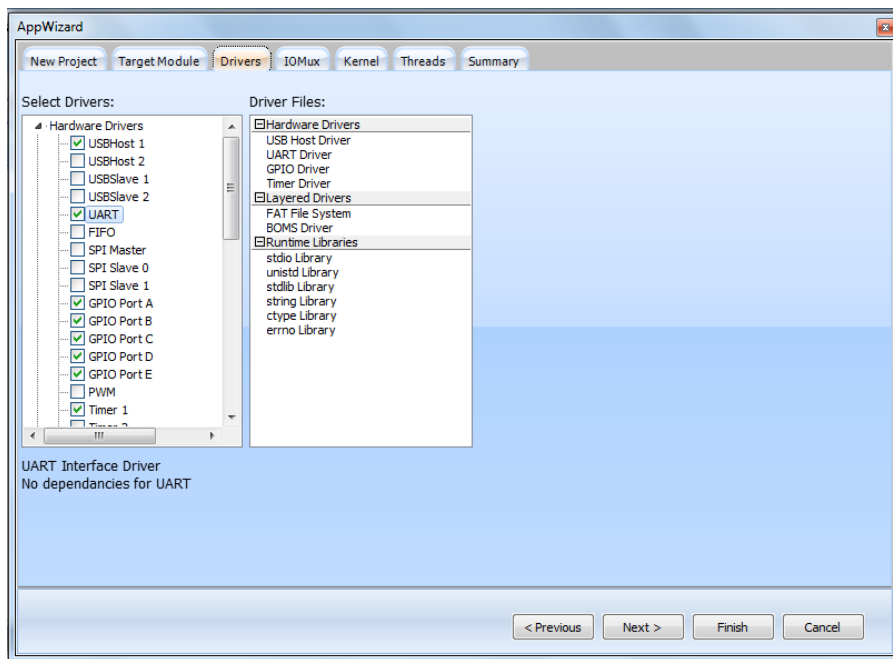 AppWizard
New Project Target Module Drivers IOMux Kernel Threads Summary
Select Drivers:
Hardware Drivers
USBHost 1
USBHost 2
USBSlave 1
USBSlave 2
UART
FIFO
SPI Master
SPI Slave 0
SPI Slave 1
GPIO Port A
GPIO Port B
GPIO Port C
GPIO Port D
GPIO Port E
PWM
Timer 1
Timer 2
Driver Files:
Hardware Drivers
USB Host Driver
UART Driver
GPIO Driver
Timer Driver
Layered Drivers
FAT File System
BOMS Driver
Runtime Libraries
stdio Library
unistd Library
stdlib Library
string Library
ctype Library
errno Library
UART Interface Driver
No dependancies for UART
< Previous Next > Finish Cancel